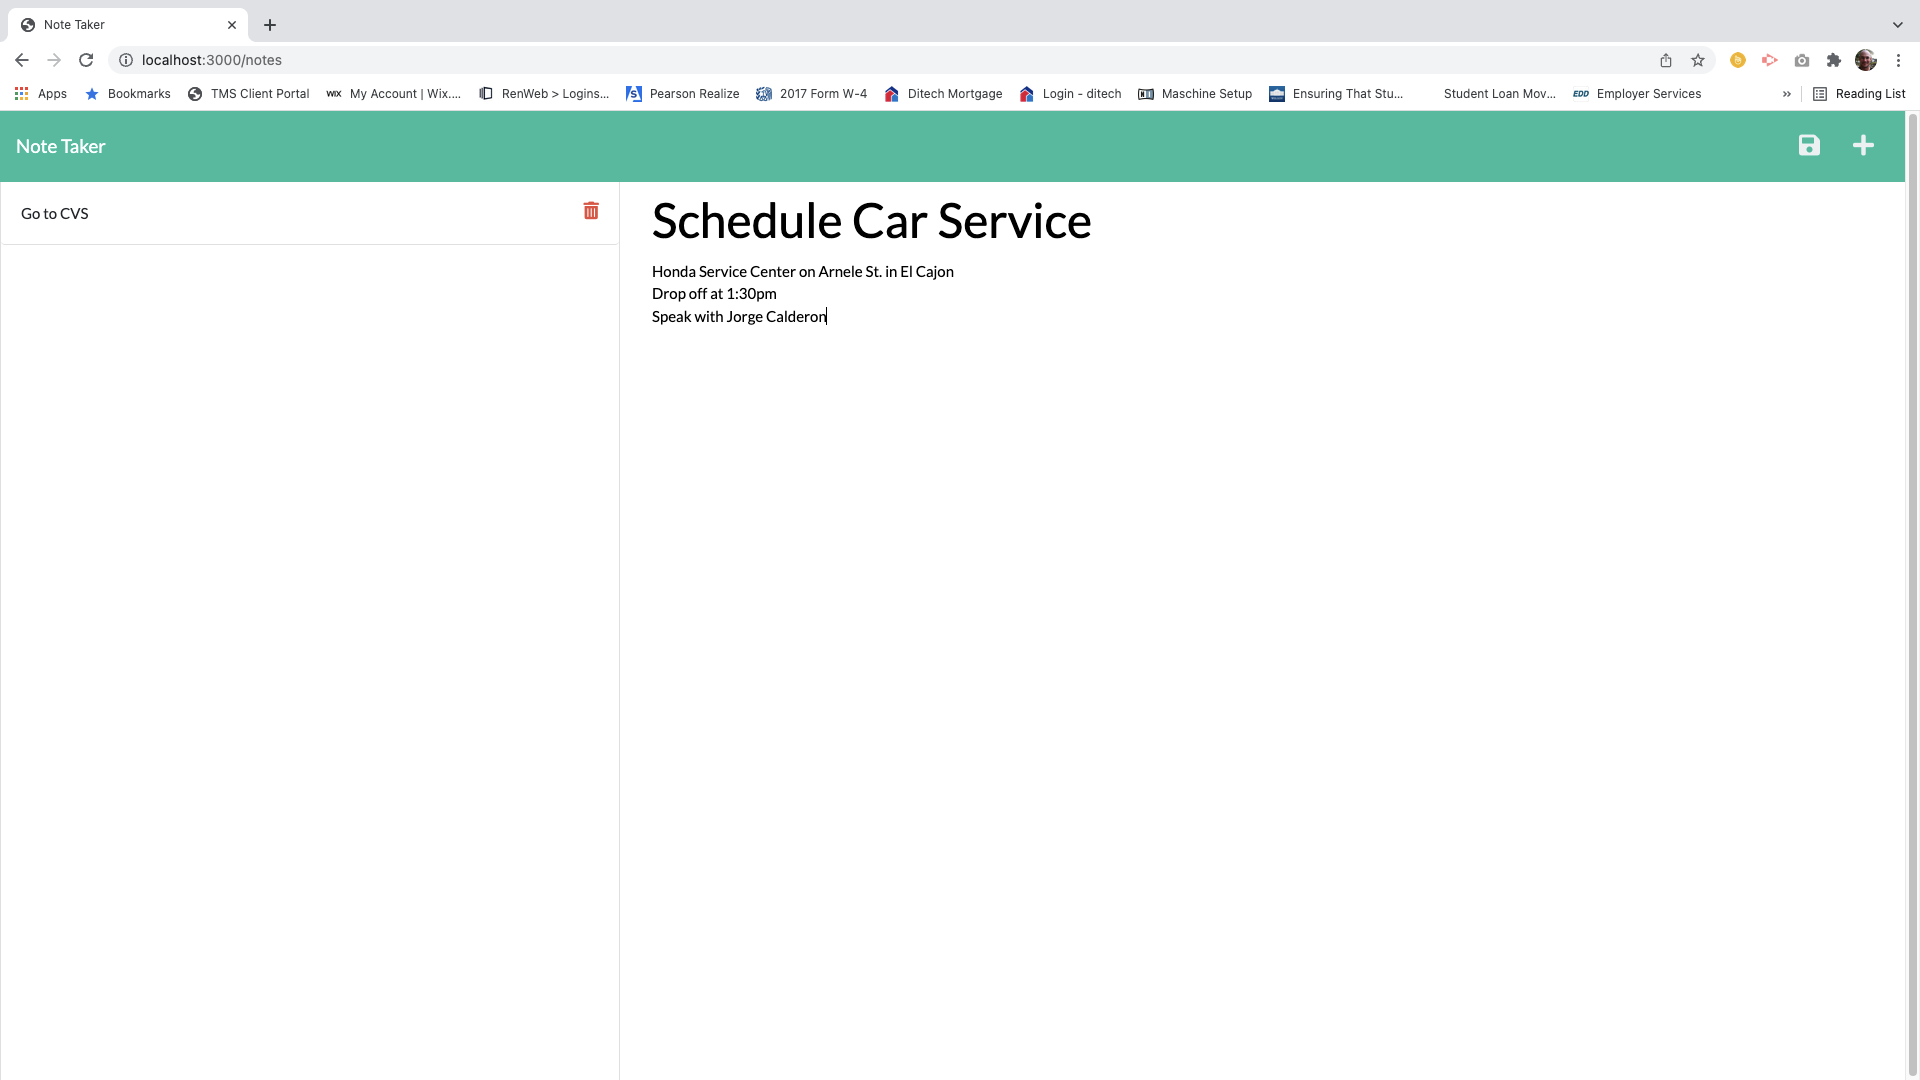 Note Taker
localhost:3000/notes
Apps Bookmarks TMS Client Portal WIX My Account | Wix.... RenWeb > Logins... Pearson Realize 2017 Form W-4 Ditech Mortgage Login - ditech Maschine Setup Ensuring That Stu... Student Loan Mov... EDD Employer Services » Reading List
Note Taker
Go to CVS
Schedule Car Service
Honda Service Center on Arnele St. in El Cajon
Drop off at 1:30pm
Speak with Jorge Calderon